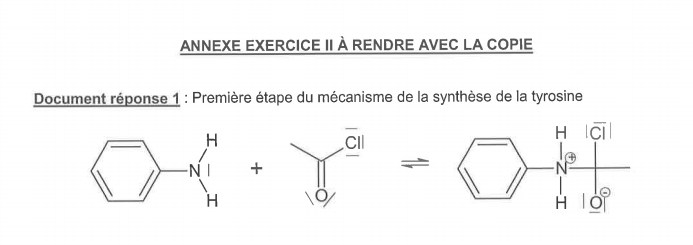 ANNEXE EXERCICE II À RENDRE AVEC LA COPIE
Document réponse 1 : Première étape du mécanisme de la synthèse de la tyrosine
H H Cl H Cl
N + O ⇌ N ⊕
H H O ⊖